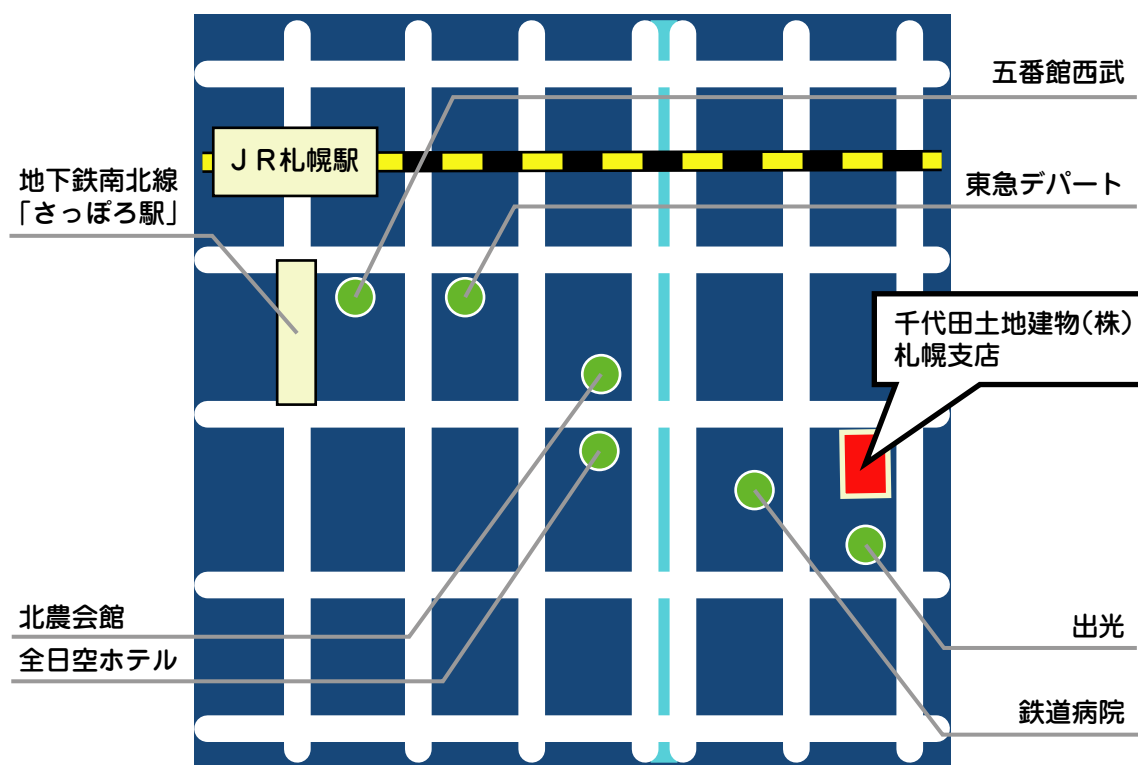 五番館西武
ＪＲ札幌駅
地下鉄南北線
「さっぽろ駅」
東急デパート
千代田土地建物(株)
札幌支店
北農会館
全日空ホテル
出光
鉄道病院